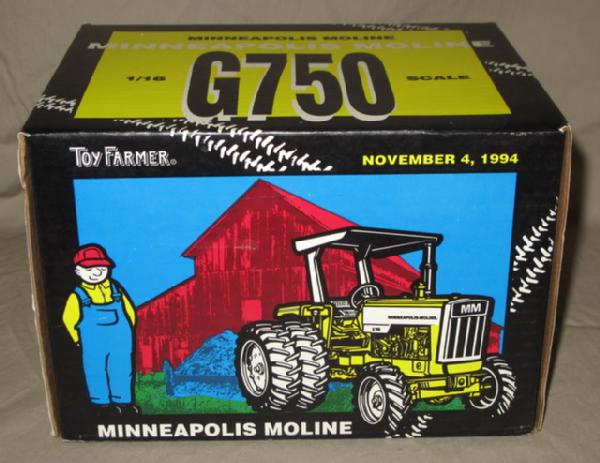 MINNEAPOLIS MOLINE
MINNEAPOLIS MOLINE
1/16 G750 SCALE
TOY FARMER®
NOVEMBER 4, 1994
MINNEAPOLIS-MOLINE
MM
MINNEAPOLIS MOLINE